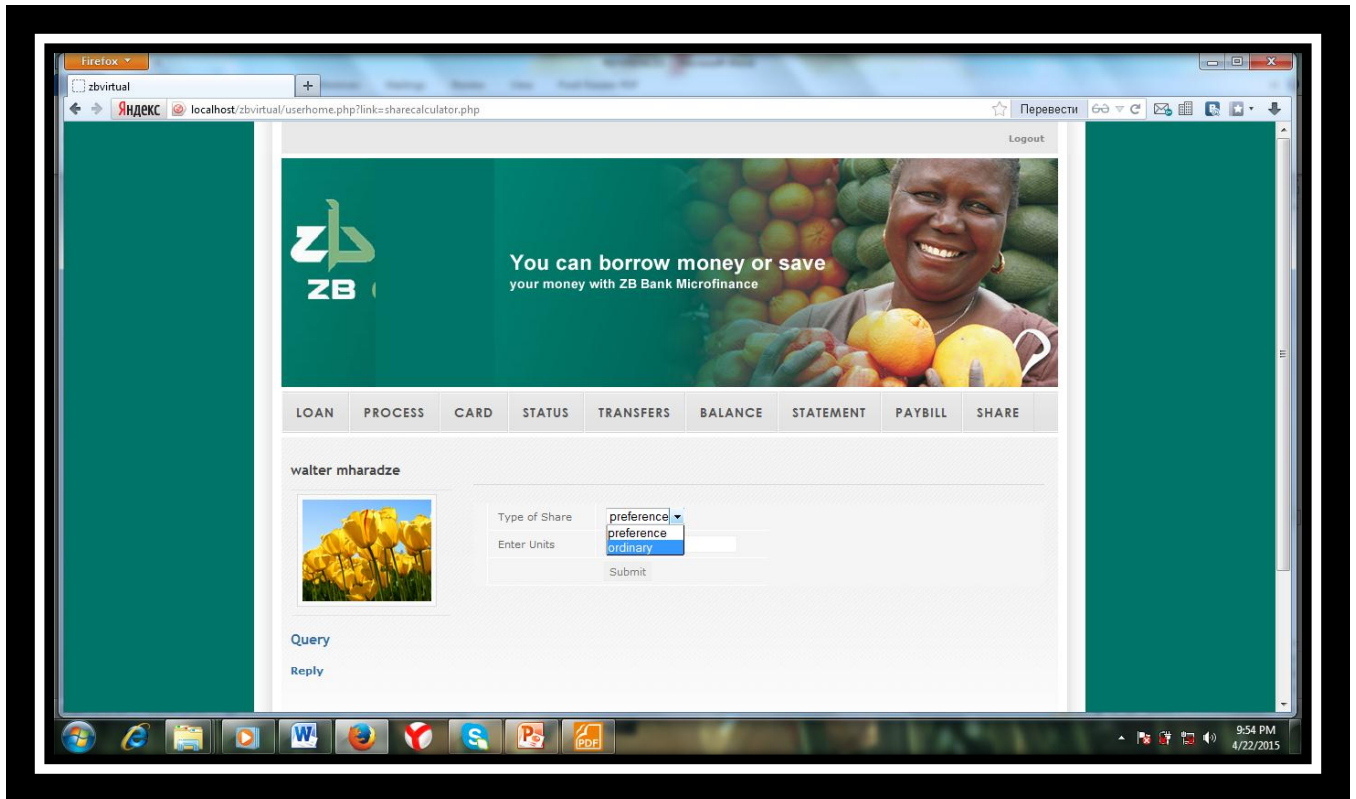 Firefox
zbvirtual
+
Яндекс localhost/zbvirtual/userhome.php?link=sharecalculator.php Перевести
Logout
zb
ZB
You can borrow money or save
your money with ZB Bank Microfinance
LOAN PROCESS CARD STATUS TRANSFERS BALANCE STATEMENT PAYBILL SHARE
walter mharadze
Type of Share preference
preference
Enter Units ordinary
Submit
Query
Reply
9:54 PM
4/22/2015